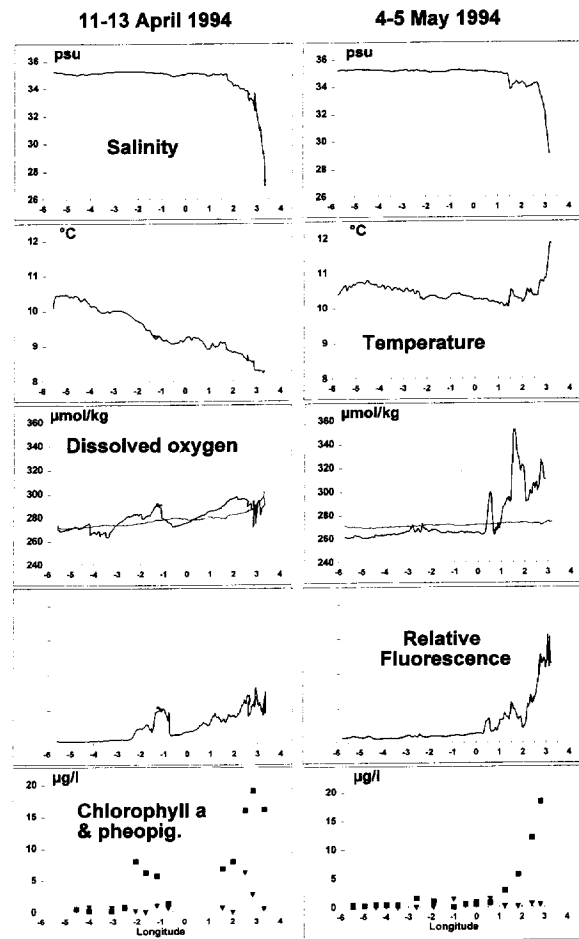 11-13 April 1994
4-5 May 1994
psu
36
34
32
30
28
26
Salinity
-6 -5 -4 -3 -2 -1 0 1 2 3 4
psu
36
34
32
30
28
26
-6 -5 -4 -3 -2 -1 0 1 2 3 4
°C
12
11
10
9
8
-6 -5 -4 -3 -2 -1 0 1 2 3 4
°C
12
11
10
9
8
Temperature
-6 -5 -4 -3 -2 -1 0 1 2 3 4
µmol/kg
360
340
320
300
280
260
240
Dissolved oxygen
-6 -5 -4 -3 -2 -1 0 1 2 3 4
µmol/kg
360
340
320
300
280
260
240
-6 -5 -4 -3 -2 -1 0 1 2 3 4
-6 -5 -4 -3 -2 -1 0 1 2 3 4
Relative
Fluorescence
-6 -5 -4 -3 -2 -1 0 1 2 3 4
µg/l
20
15
10
5
0
Chlorophyll a
& pheopig.
-6 -5 -4 -3 -2 -1 0 1 2 3 4
Longitude
µg/l
20
15
10
5
0
-6 -5 -4 -3 -2 -1 0 1 2 3 4
Longitude